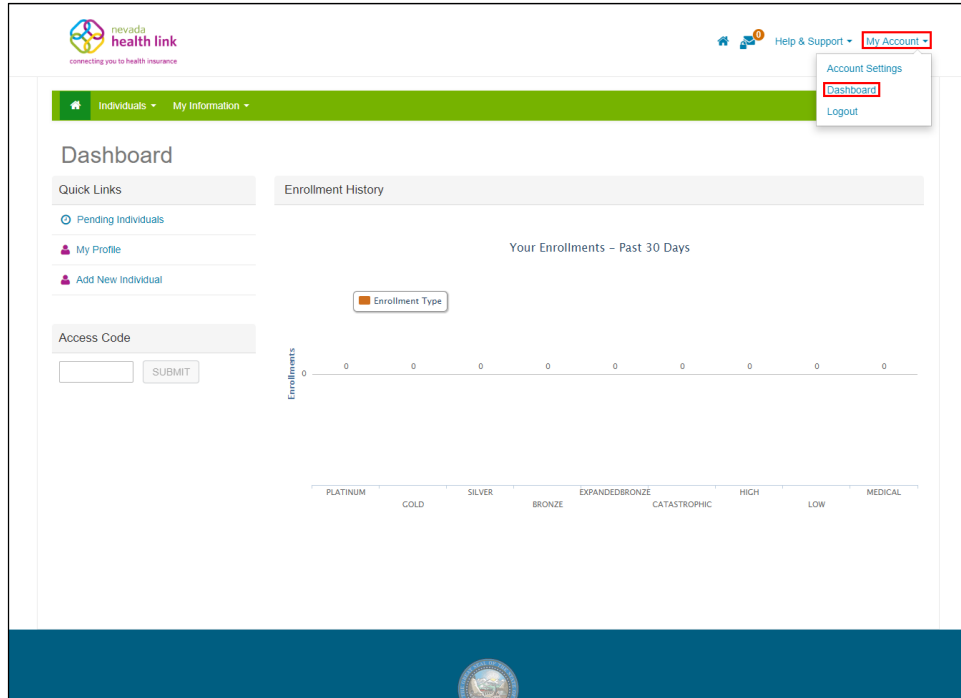 nevada
health link
connecting you to health insurance
0
Help & Support
My Account
Account Settings
Dashboard
Logout
Individuals
My Information
Dashboard
Quick Links
Pending Individuals
My Profile
Add New Individual
Access Code
SUBMIT
Enrollment History
Your Enrollments – Past 30 Days
Enrollment Type
Enrollments
0
0 0 0 0 0 0 0 0 0
PLATINUM SILVER EXPANDEDBRONZE HIGH MEDICAL
GOLD BRONZE CATASTROPHIC LOW